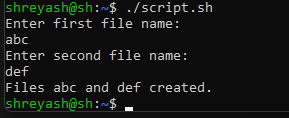 shreyash@sh:~$ ./script.sh
Enter first file name:
abc
Enter second file name:
def
Files abc and def created.
shreyash@sh:~$